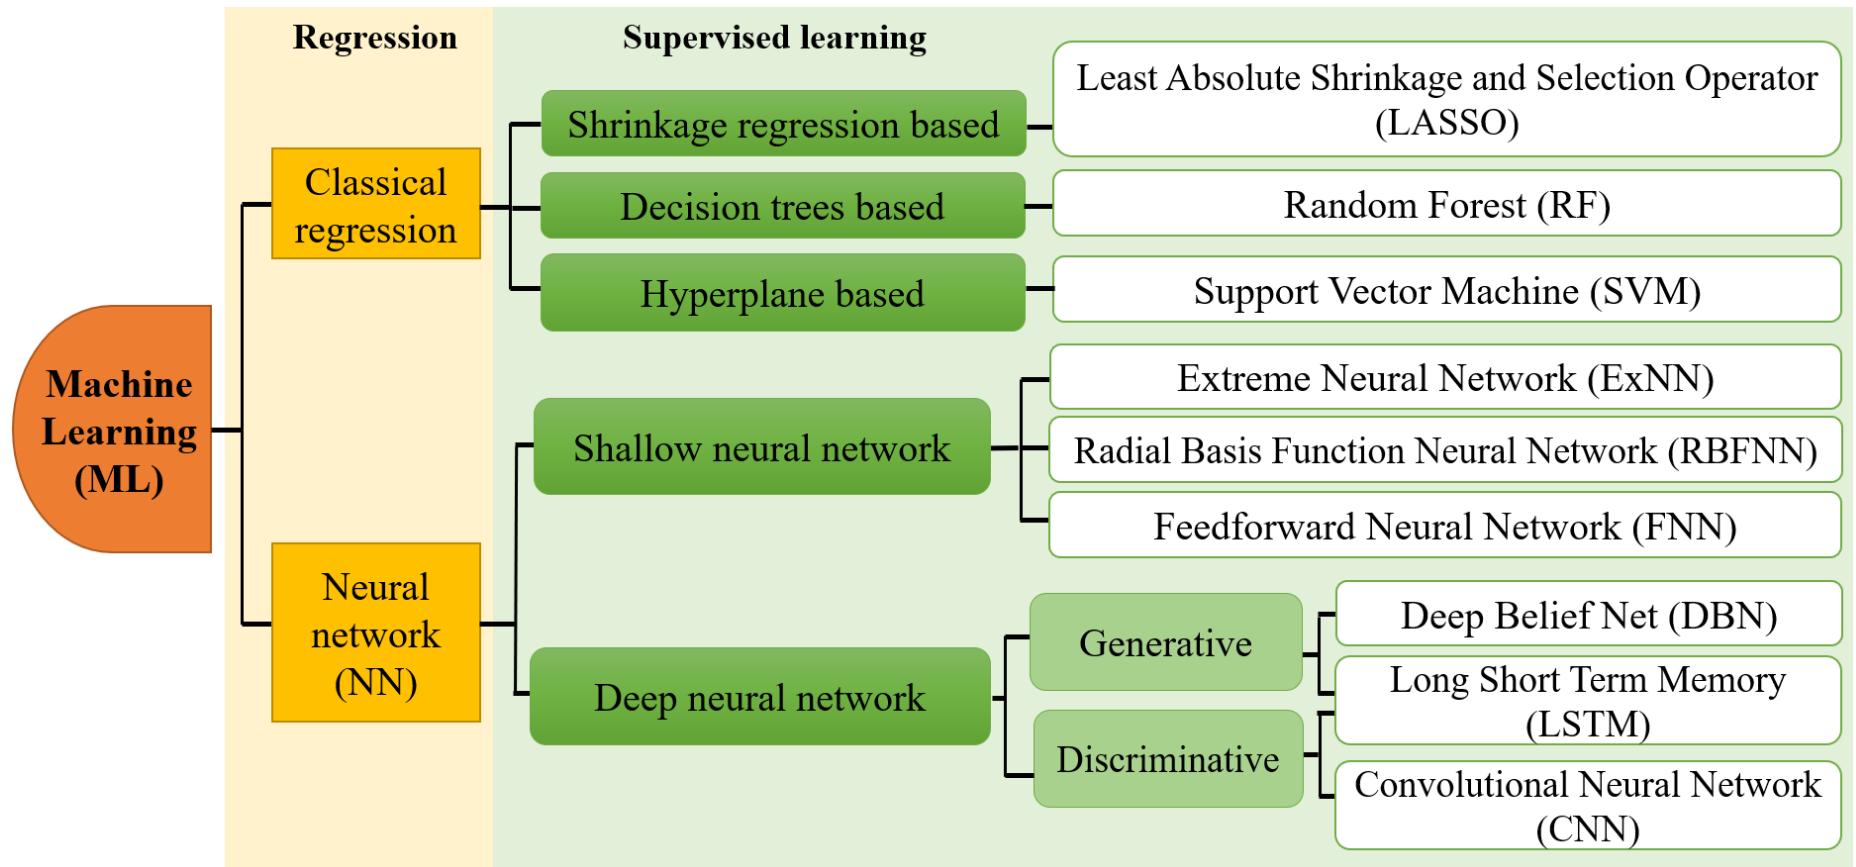 Regression
Supervised learning
Machine
Learning
(ML)
Classical
regression
Shrinkage regression based
Least Absolute Shrinkage and Selection Operator
(LASSO)
Decision trees based
Random Forest (RF)
Hyperplane based
Support Vector Machine (SVM)
Neural
network
(NN)
Shallow neural network
Extreme Neural Network (ExNN)
Radial Basis Function Neural Network (RBFNN)
Feedforward Neural Network (FNN)
Deep neural network
Generative
Deep Belief Net (DBN)
Long Short Term Memory
(LSTM)
Discriminative
Convolutional Neural Network
(CNN)